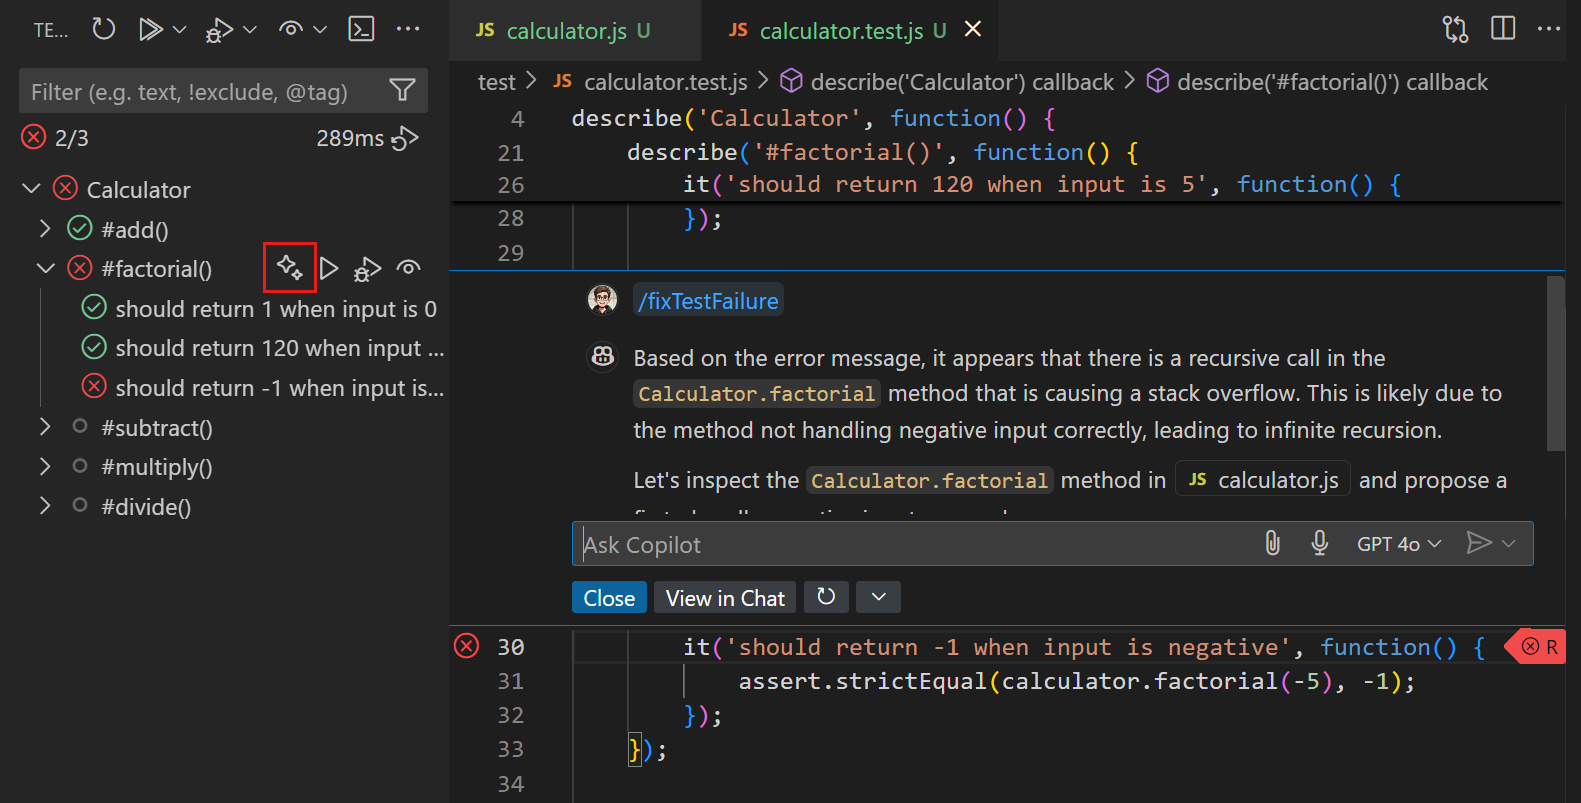 TE...
Filter (e.g. text, !exclude, @tag)
2/3
289ms
Calculator
#add()
#factorial()
should return 1 when input is 0
should return 120 when input ...
should return -1 when input is...
#subtract()
#multiply()
#divide()
JS calculator.js U
JS calculator.test.js U
test > JS calculator.test.js > describe('Calculator') callback > describe('#factorial()') callback
4 describe('Calculator', function() {
21 describe('#factorial()', function() {
26 it('should return 120 when input is 5', function() {
28 });
29
/fixTestFailure
Based on the error message, it appears that there is a recursive call in the
Calculator.factorial method that is causing a stack overflow. This is likely due to
the method not handling negative input correctly, leading to infinite recursion.
Let's inspect the Calculator.factorial method in JS calculator.js and propose a
Ask Copilot
GPT 4o
Close
View in Chat
30 it('should return -1 when input is negative', function() {
R
31 assert.strictEqual(calculator.factorial(-5), -1);
32 });
33 });
34